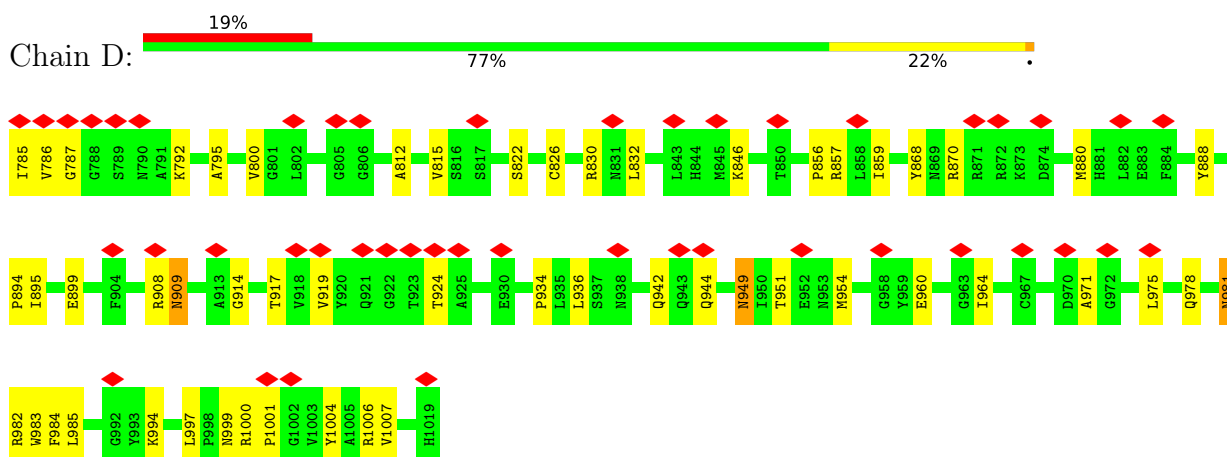 19%
Chain D:
77% 22% •
I785 V786 G787 G788 S789 N790 A791 K792 A795 V800 G801 L802 G805 G806 A812 V815 S816 S817 S822 C826 R830 N831 L832 L843 H844 M845 K846 T850 P856 R857 L858 I859 Y868 N869 R870 R871 R872 K873 D874 M880 H881 L882 E883 F884 Y888
P894 I895 E899 F904 R908 N909 A913 G914 T917 V918 V919 Y920 Q921 G922 T923 T924 A925 E930 P934 L935 L936 S937 N938 Q942 Q943 Q944 N949 I950 T951 E952 N953 M954 G958 Y959 E960 G963 I964 C967 D970 A971 G972 L975 Q978
R982 W983 F984 L985 G992 Y993 K994 L997 P998 N999 R1000 P1001 G1002 V1003 Y1004 A1005 R1006 V1007 H1019